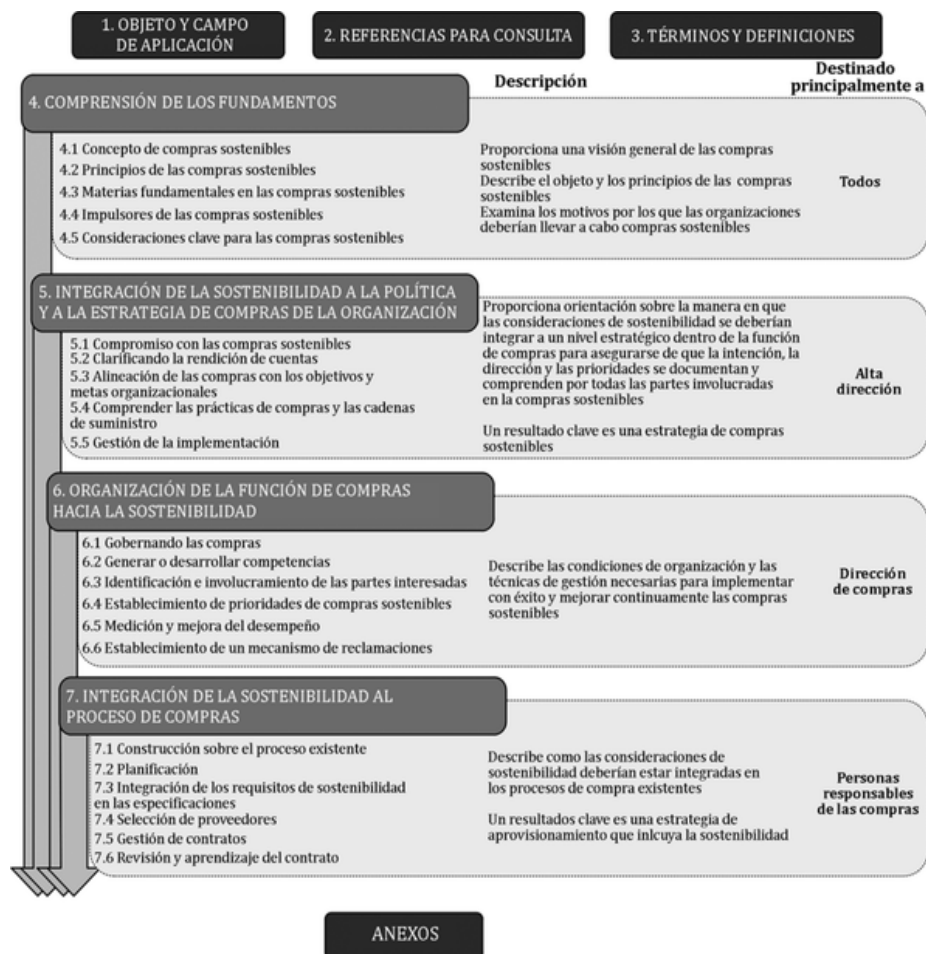 1. OBJETO Y CAMPO
DE APLICACIÓN
2. REFERENCIAS PARA CONSULTA
3. TÉRMINOS Y DEFINICIONES
Descripción
Destinado
principalmente a
4. COMPRENSIÓN DE LOS FUNDAMENTOS
4.1 Concepto de compras sostenibles
4.2 Principios de las compras sostenibles
4.3 Materias fundamentales en las compras sostenibles
4.4 Impulsores de las compras sostenibles
4.5 Consideraciones clave para las compras sostenibles
Proporciona una visión general de las compras
sostenibles
Describe el objeto y los principios de las compras
sostenibles
Examina los motivos por los que las organizaciones
deberían llevar a cabo compras sostenibles
Todos
5. INTEGRACIÓN DE LA SOSTENIBILIDAD A LA POLÍTICA
Y A LA ESTRATEGIA DE COMPRAS DE LA ORGANIZACIÓN
5.1 Compromiso con las compras sostenibles
5.2 Clarificando la rendición de cuentas
5.3 Alineación de las compras con los objetivos y
metas organizacionales
5.4 Comprender las prácticas de compras y las cadenas
de suministro
5.5 Gestión de la implementación
Proporciona orientación sobre la manera en que
las consideraciones de sostenibilidad se deberían
integrar a un nivel estratégico dentro de la función
de compras para asegurarse de que la intención, la
dirección y las prioridades se documentan y
comprenden por todas las partes involucradas
en la compras sostenibles
Un resultado clave es una estrategia de compras
sostenibles
Alta
dirección
6. ORGANIZACIÓN DE LA FUNCIÓN DE COMPRAS
HACIA LA SOSTENIBILIDAD
6.1 Gobernando las compras
6.2 Generar o desarrollar competencias
6.3 Identificación e involucramiento de las partes interesadas
6.4 Establecimiento de prioridades de compras sostenibles
6.5 Medición y mejora del desempeño
6.6 Establecimiento de un mecanismo de reclamaciones
Describe las condiciones de organización y las
técnicas de gestión necesarias para implementar
con éxito y mejorar continuamente las compras
sostenibles
Dirección
de compras
7. INTEGRACIÓN DE LA SOSTENIBILIDAD AL
PROCESO DE COMPRAS
7.1 Construcción sobre el proceso existente
7.2 Planificación
7.3 Integración de los requisitos de sostenibilidad
en las especificaciones
7.4 Selección de proveedores
7.5 Gestión de contratos
7.6 Revisión y aprendizaje del contrato
Describe como las consideraciones de
sostenibilidad deberían estar integradas en
los procesos de compra existentes
Un resultados clave es una estrategia de
aprovisionamiento que inlcuya la sostenibilidad
Personas
responsables
de las compras
ANEXOS